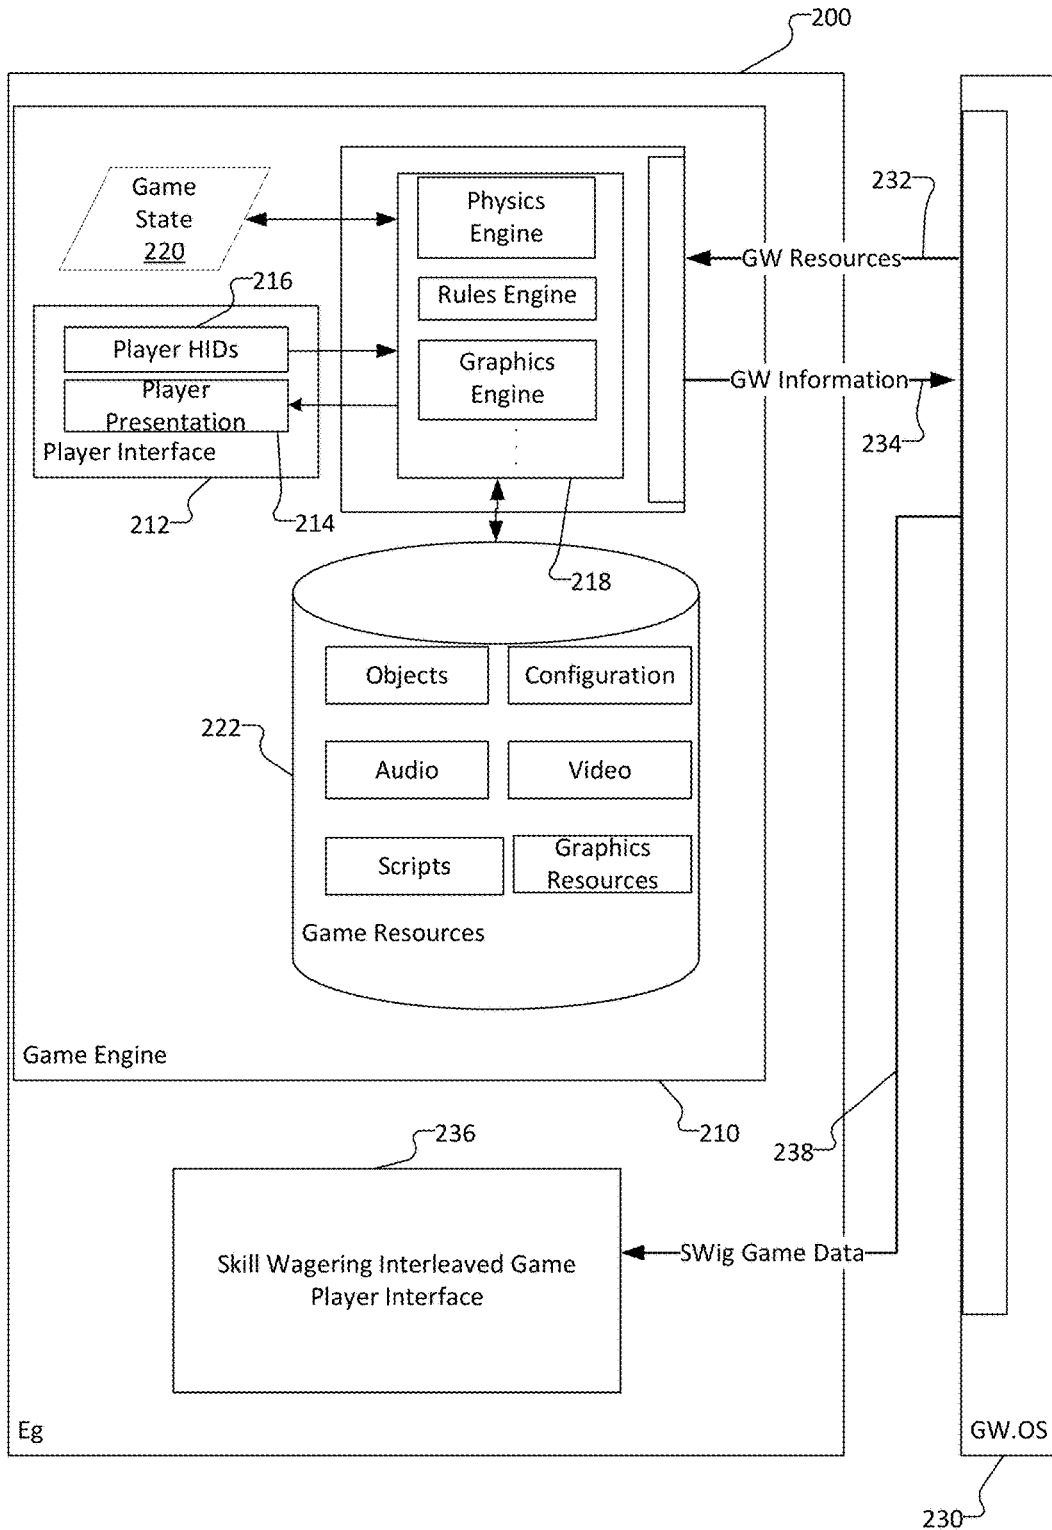 200
Game
State
220
Physics
Engine
232
GW Resources
216
Rules Engine
Player HIDs
Graphics
Engine
GW Information
Player
Presentation
Player Interface
234
212
214
218
Objects
Configuration
222
Audio
Video
Scripts
Graphics
Resources
Game Resources
Game Engine
210
236
238
Skill Wagering Interleaved Game
Player Interface
SWig Game Data
Eg
GW.OS
230